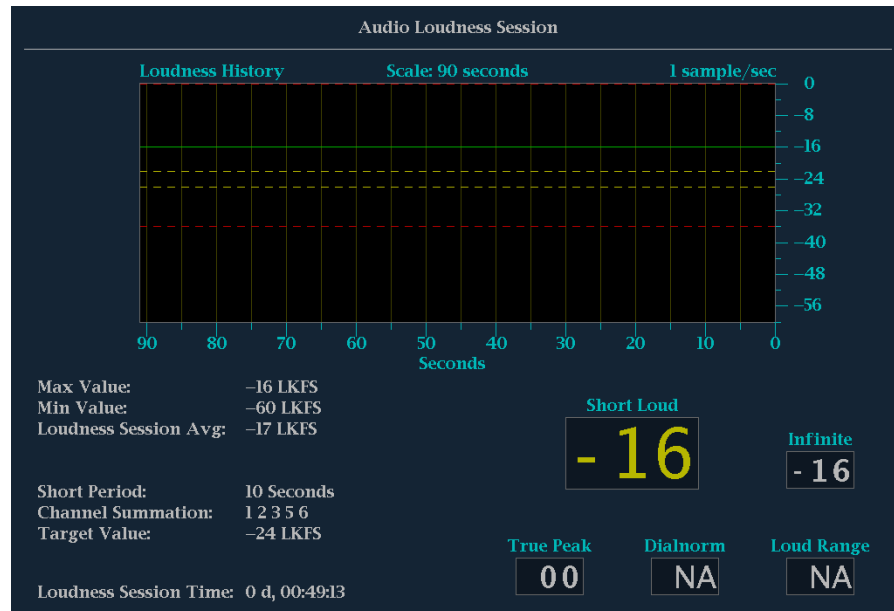 Audio Loudness Session
Loudness History Scale: 90 seconds 1 sample/sec
0
−8
−16
−24
−32
−40
−48
−56
90 80 70 60 50 40 30 20 10 0
Seconds
Max Value: −16 LKFS
Min Value: −60 LKFS
Loudness Session Avg: −17 LKFS
Short Period: 10 Seconds
Channel Summation: 1 2 3 5 6
Target Value: −24 LKFS
Loudness Session Time: 0 d, 00:49:13
Short Loud
-16
Infinite
-16
True Peak Dialnorm Loud Range
00 NA NA